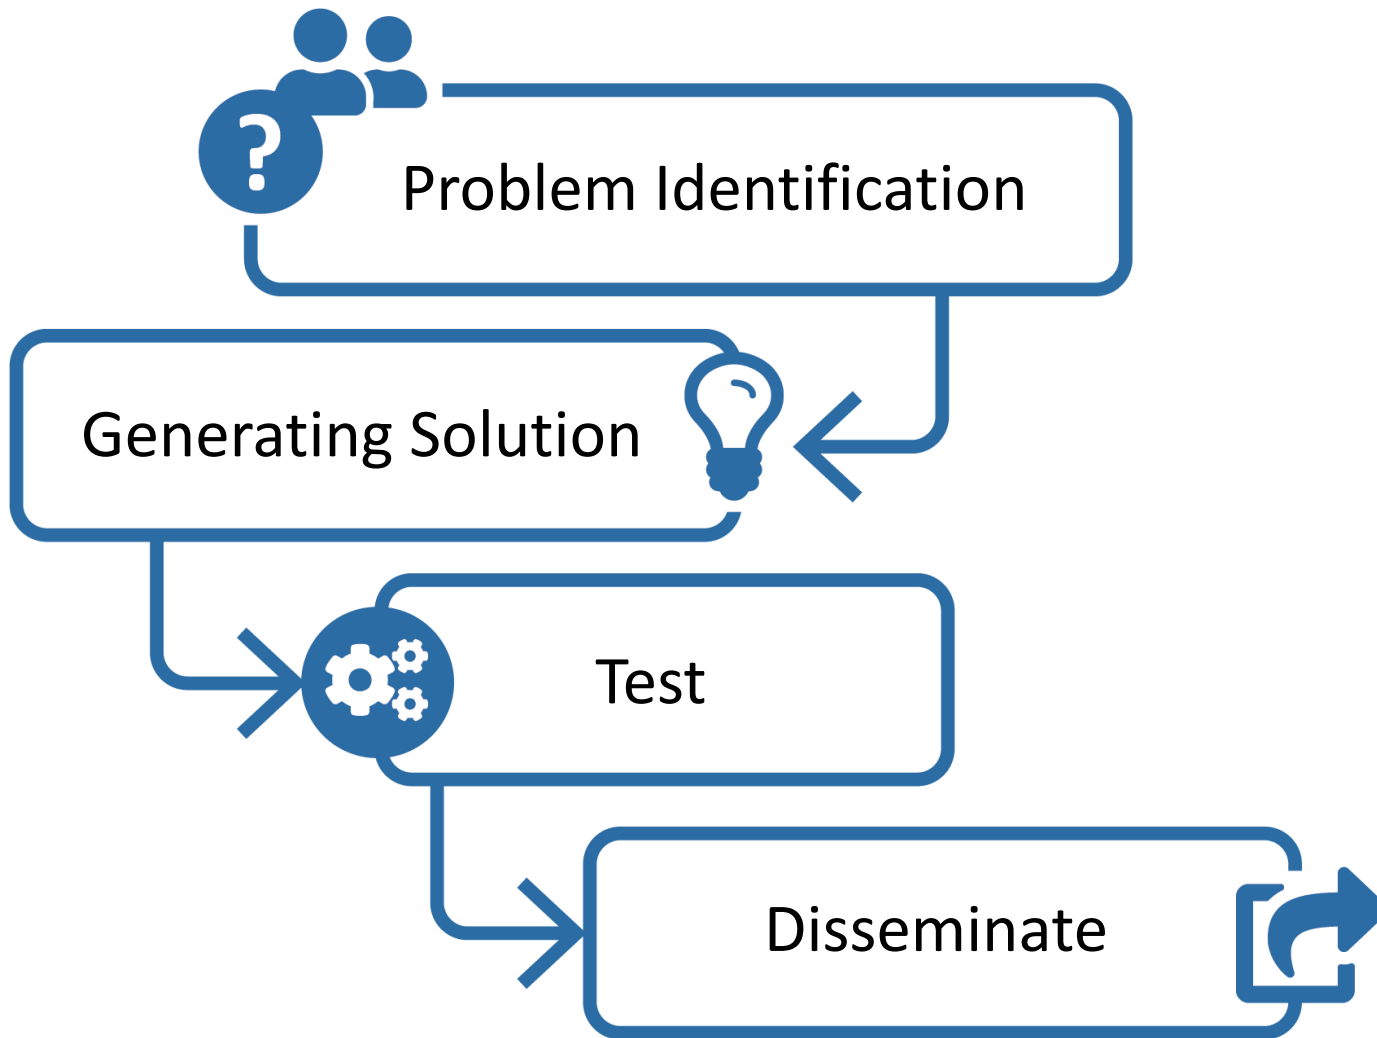 ?
Problem Identification
Generating Solution
Test
Disseminate